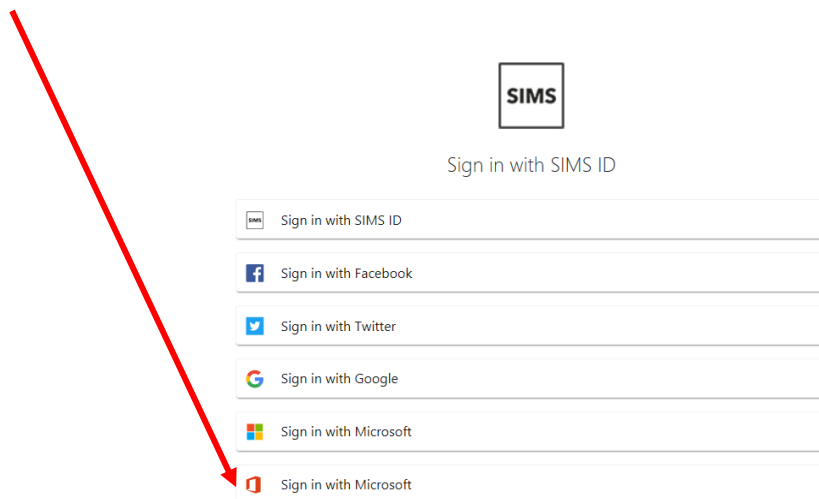 SIMS
Sign in with SIMS ID
SIMS Sign in with SIMS ID
Sign in with Facebook
Sign in with Twitter
Sign in with Google
Sign in with Microsoft
Sign in with Microsoft